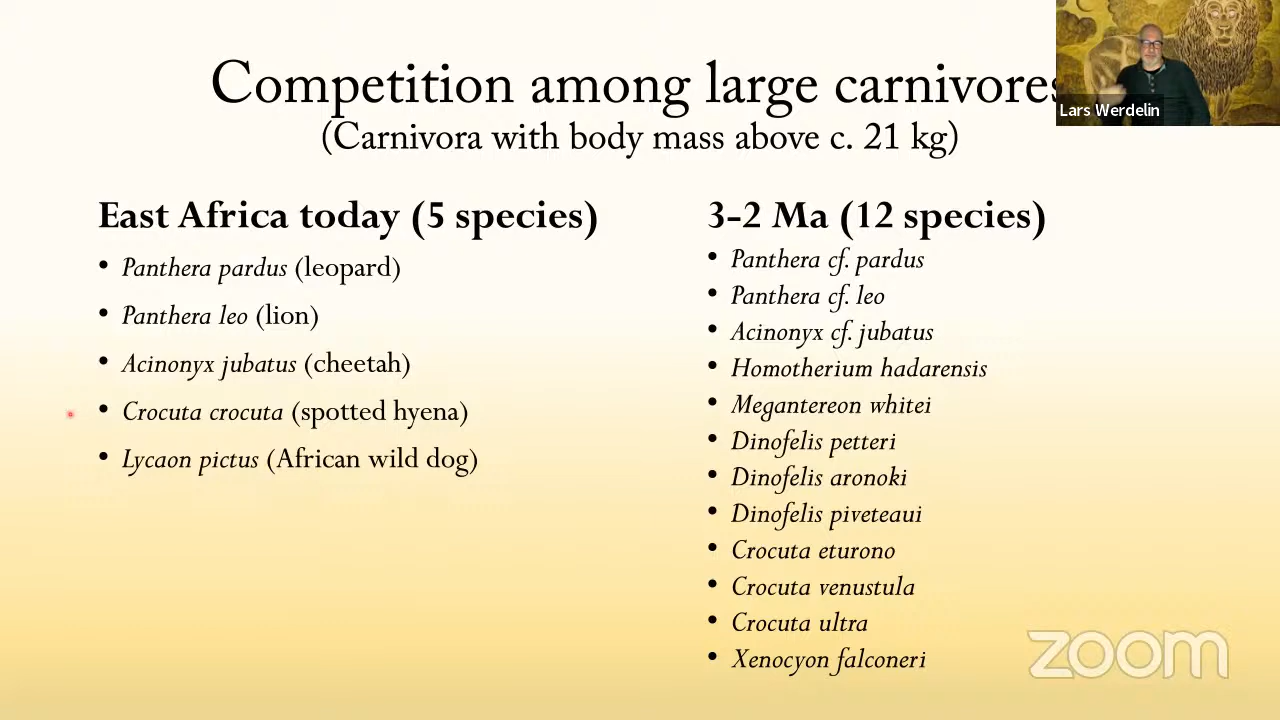 Competition among large carnivores
(Carnivora with body mass above c. 21 kg)
Lars Werdelin
East Africa today (5 species)
• Panthera pardus (leopard)
• Panthera leo (lion)
• Acinonyx jubatus (cheetah)
• Crocuta crocuta (spotted hyena)
• Lycaon pictus (African wild dog)
3-2 Ma (12 species)
• Panthera cf. pardus
• Panthera cf. leo
• Acinonyx cf. jubatus
• Homotherium hadarensis
• Megantereon whitei
• Dinofelis petteri
• Dinofelis aronoki
• Dinofelis piveteaui
• Crocuta eturono
• Crocuta venustula
• Crocuta ultra
• Xenocyon falconeri
zoom